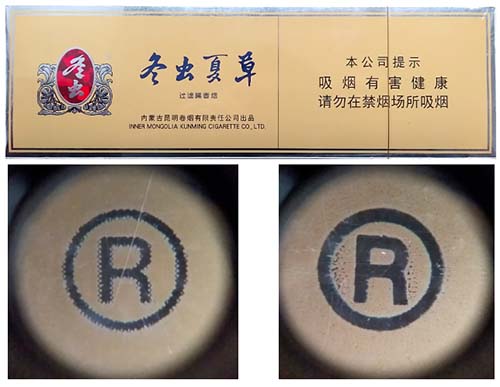 冬虫
冬虫夏草
过滤嘴香烟
内蒙古昆明卷烟有限责任公司出品
INNER MONGOLIA KUNMING CIGARETTE CO., LTD.
本公司提示
吸烟有害健康
请勿在禁烟场所吸烟
R
R